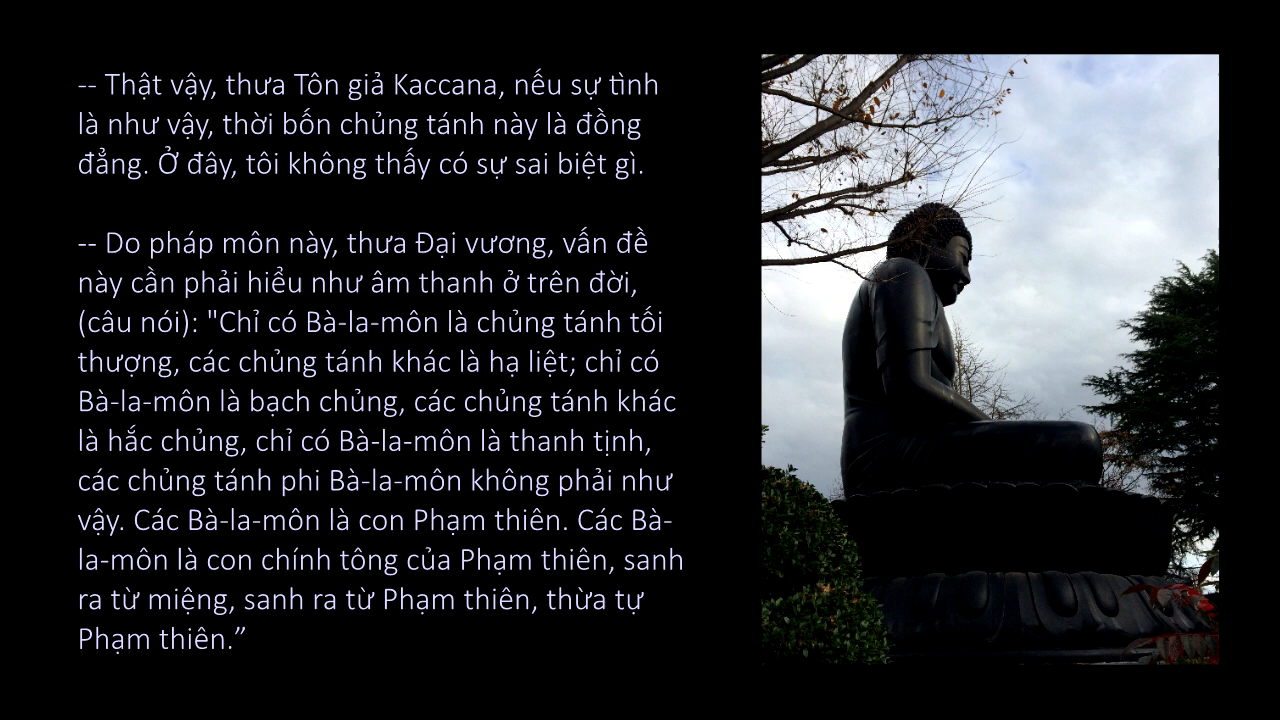 -- Thật vậy, thưa Tôn giả Kaccana, nếu sự tình
là như vậy, thời bốn chủng tánh này là đồng
đẳng. Ở đây, tôi không thấy có sự sai biệt gì.
-- Do pháp môn này, thưa Đại vương, vấn đề
này cần phải hiểu như âm thanh ở trên đời,
(câu nói): "Chỉ có Bà-la-môn là chủng tánh tối
thượng, các chủng tánh khác là hạ liệt; chỉ có
Bà-la-môn là bạch chủng, các chủng tánh khác
là hắc chủng, chỉ có Bà-la-môn là thanh tịnh,
các chủng tánh phi Bà-la-môn không phải như
vậy. Các Bà-la-môn là con Phạm thiên. Các Bà-
la-môn là con chính tông của Phạm thiên, sanh
ra từ miệng, sanh ra từ Phạm thiên, thừa tự
Phạm thiên.”